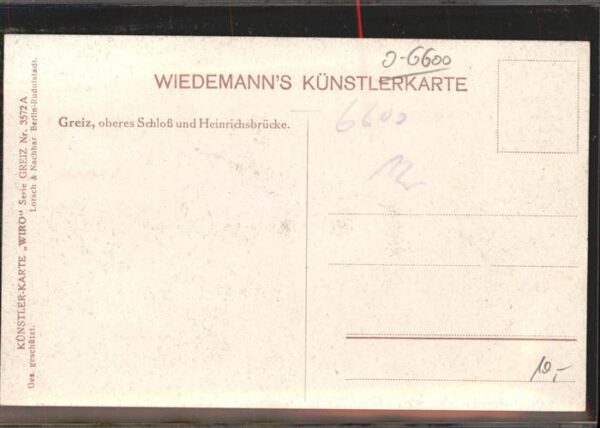 O-6600
WIEDEMANN'S KÜNSTLERKARTE
6600
Greiz, oberes Schloß und Heinrichsbrücke.
KÜNSTLER-KARTE „WIRO“ Serie GREIZ Nr. 3572 A
Lorsch & Nachbar Berlin-Rudolstadt.
Ges. geschützt.
10,-